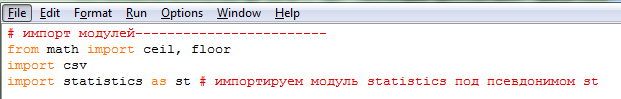 File Edit Format Run Options Window Help
# импорт модулей------------------------
from math import ceil, floor
import csv
import statistics as st # импортируем модуль statistics под псевдонимом st